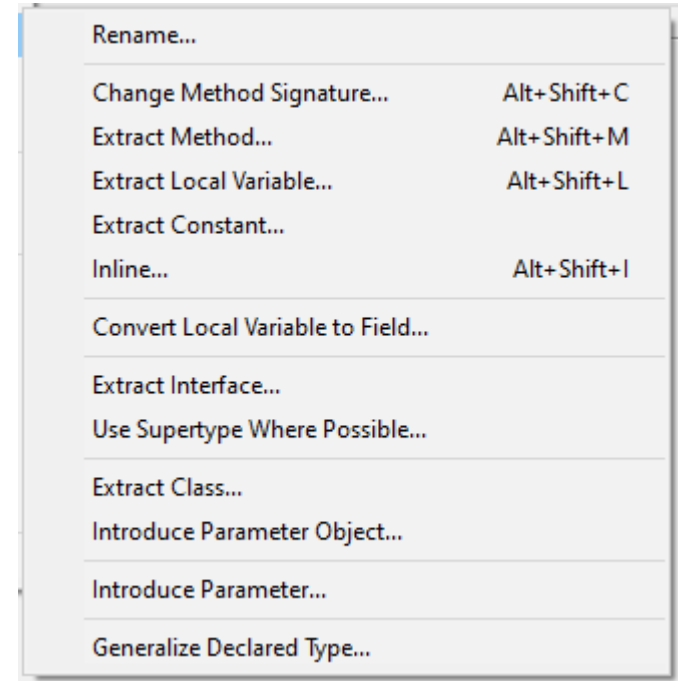 Rename...
Change Method Signature... Alt+Shift+C
Extract Method... Alt+Shift+M
Extract Local Variable... Alt+Shift+L
Extract Constant...
Inline... Alt+Shift+I
Convert Local Variable to Field...
Extract Interface...
Use Supertype Where Possible...
Extract Class...
Introduce Parameter Object...
Introduce Parameter...
Generalize Declared Type...